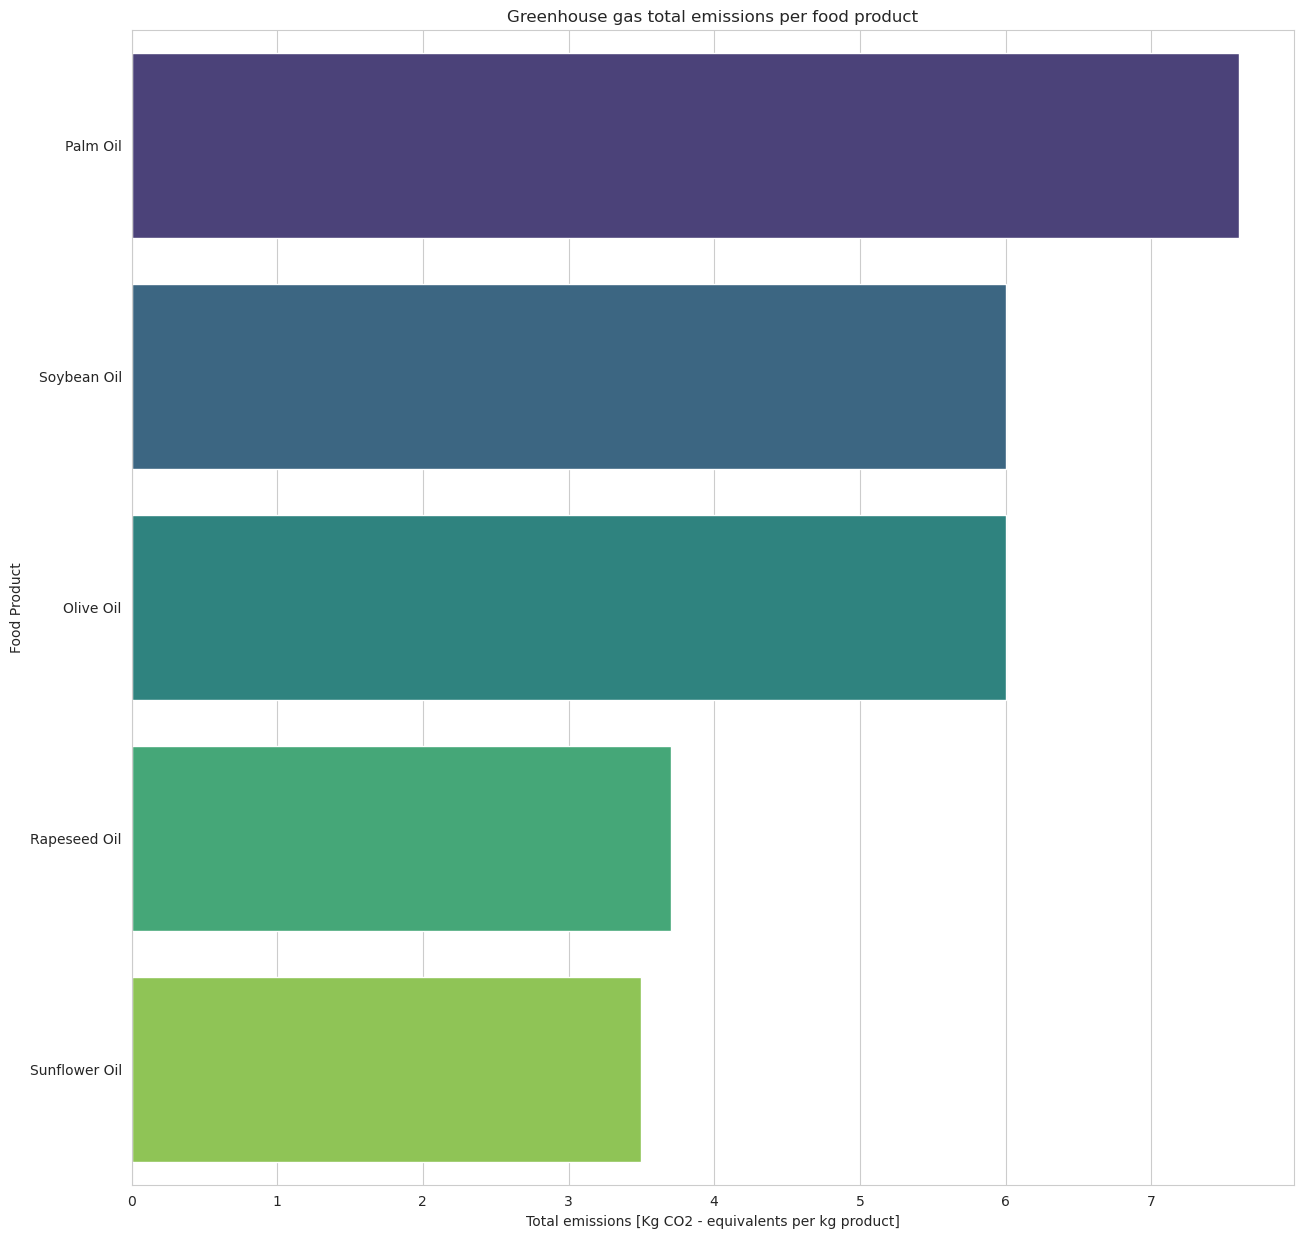 Greenhouse gas total emissions per food product
Palm Oil
Soybean Oil
Olive Oil
Rapeseed Oil
Sunflower Oil
Food Product
0 1 2 3 4 5 6 7
Total emissions [Kg CO2 - equivalents per kg product]